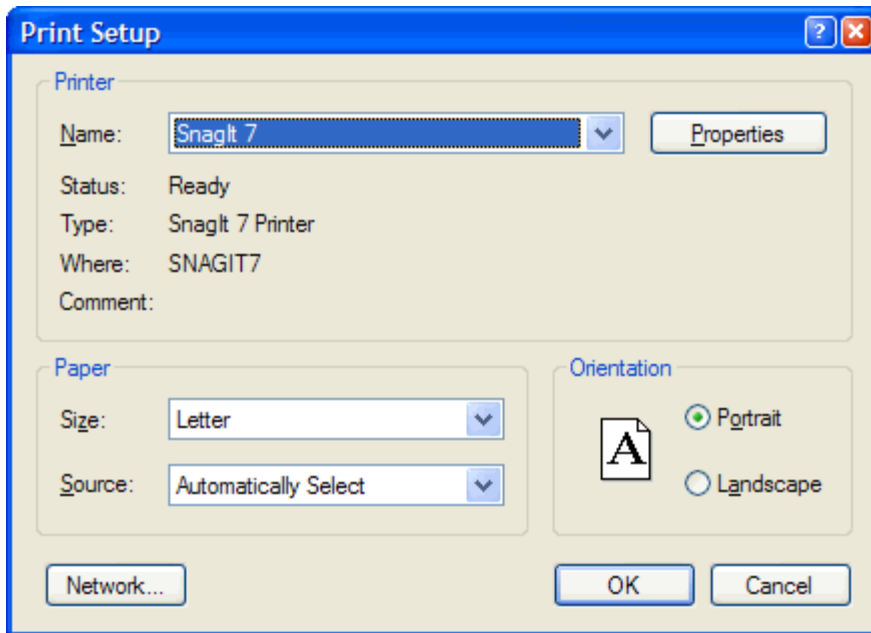 Print Setup
Printer
Name: SnagIt 7 Properties
Status: Ready
Type: SnagIt 7 Printer
Where: SNAGIT7
Comment:
Paper
Size: Letter
Source: Automatically Select
Orientation
A
Portrait
Landscape
Network... OK Cancel